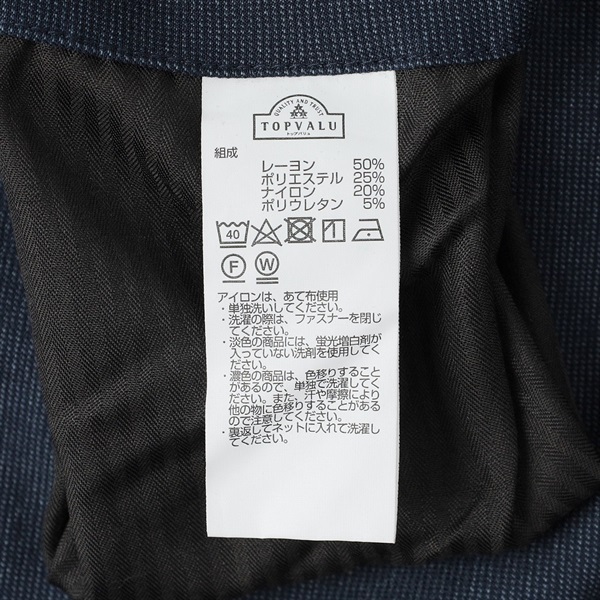 QUALITY AND TRUST
TOPVALU
トップバリュ
組成
レーヨン 50%
ポリエステル 25%
ナイロン 20%
ポリウレタン 5%
40
F W
アイロンは、あて布使用
・単独洗いしてください。
・洗濯の際は、ファスナーを閉じ
てください。
・淡色の商品には、蛍光増白剤が
入っていない洗剤を使用してく
ださい。
・濃色の商品は、色移りすること
があるので、単独で洗濯してく
ださい。また、汗や摩擦により
他の物に色移りすることがある
ので注意してください。
・裏返してネットに入れて洗濯し
てください。